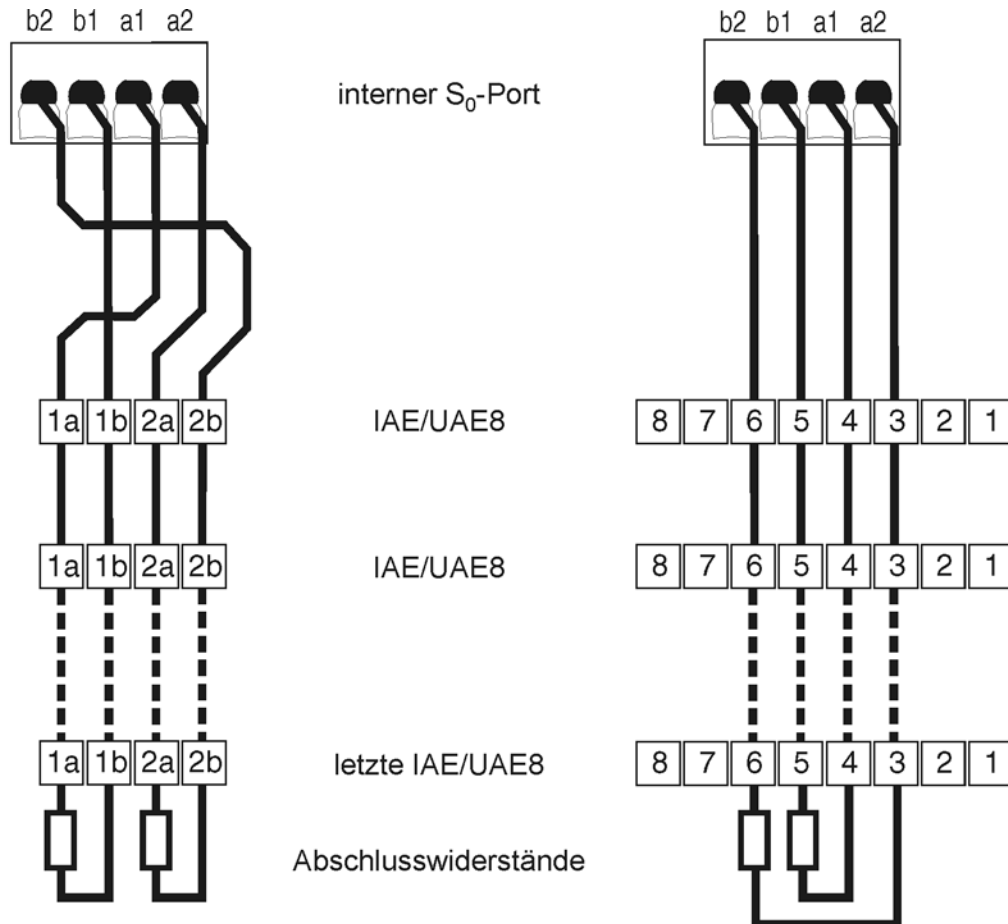 b2 b1 a1 a2
b2 b1 a1 a2
interner S₀-Port
1a 1b 2a 2b
IAE/UAE8
8 7 6 5 4 3 2 1
1a 1b 2a 2b
IAE/UAE8
8 7 6 5 4 3 2 1
1a 1b 2a 2b
letzte IAE/UAE8
8 7 6 5 4 3 2 1
Abschlusswiderstände